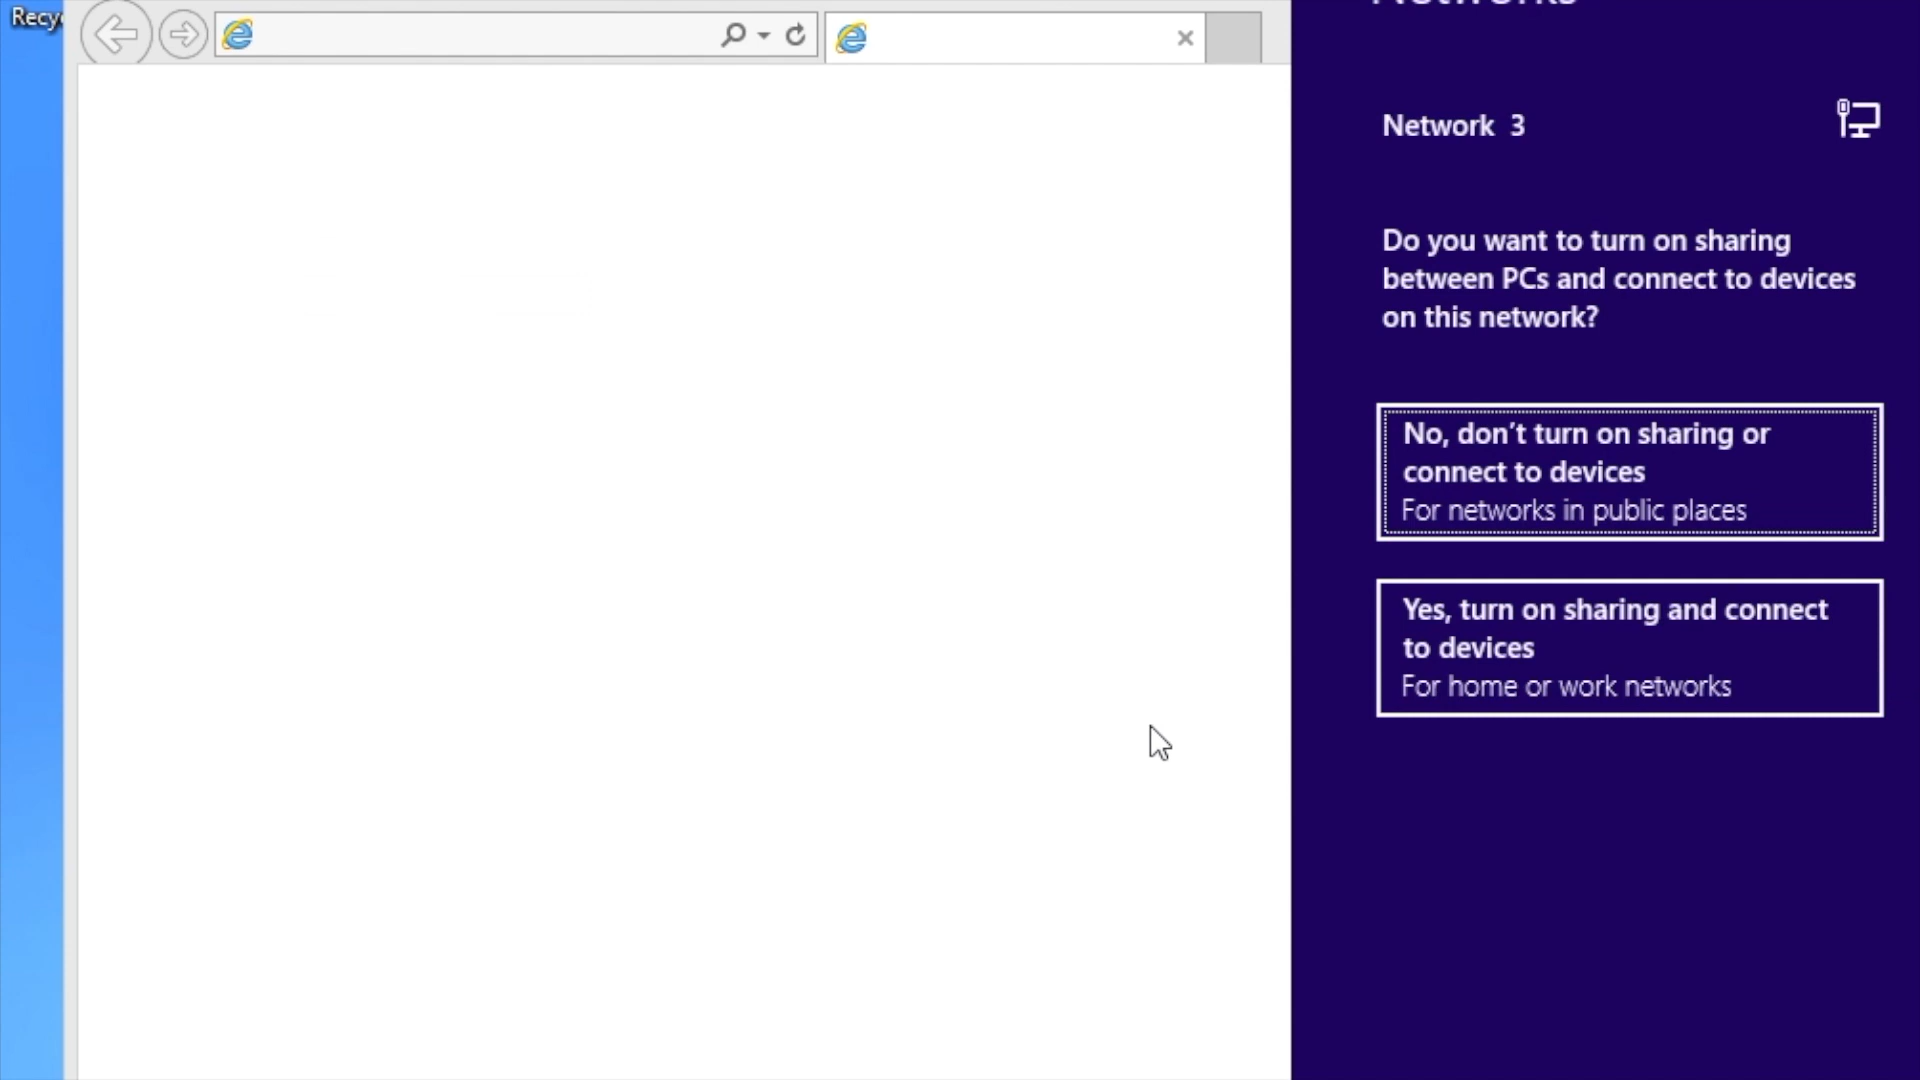 Recy
Networks
Network 3
Do you want to turn on sharing
between PCs and connect to devices
on this network?
No, don't turn on sharing or
connect to devices
For networks in public places
Yes, turn on sharing and connect
to devices
For home or work networks